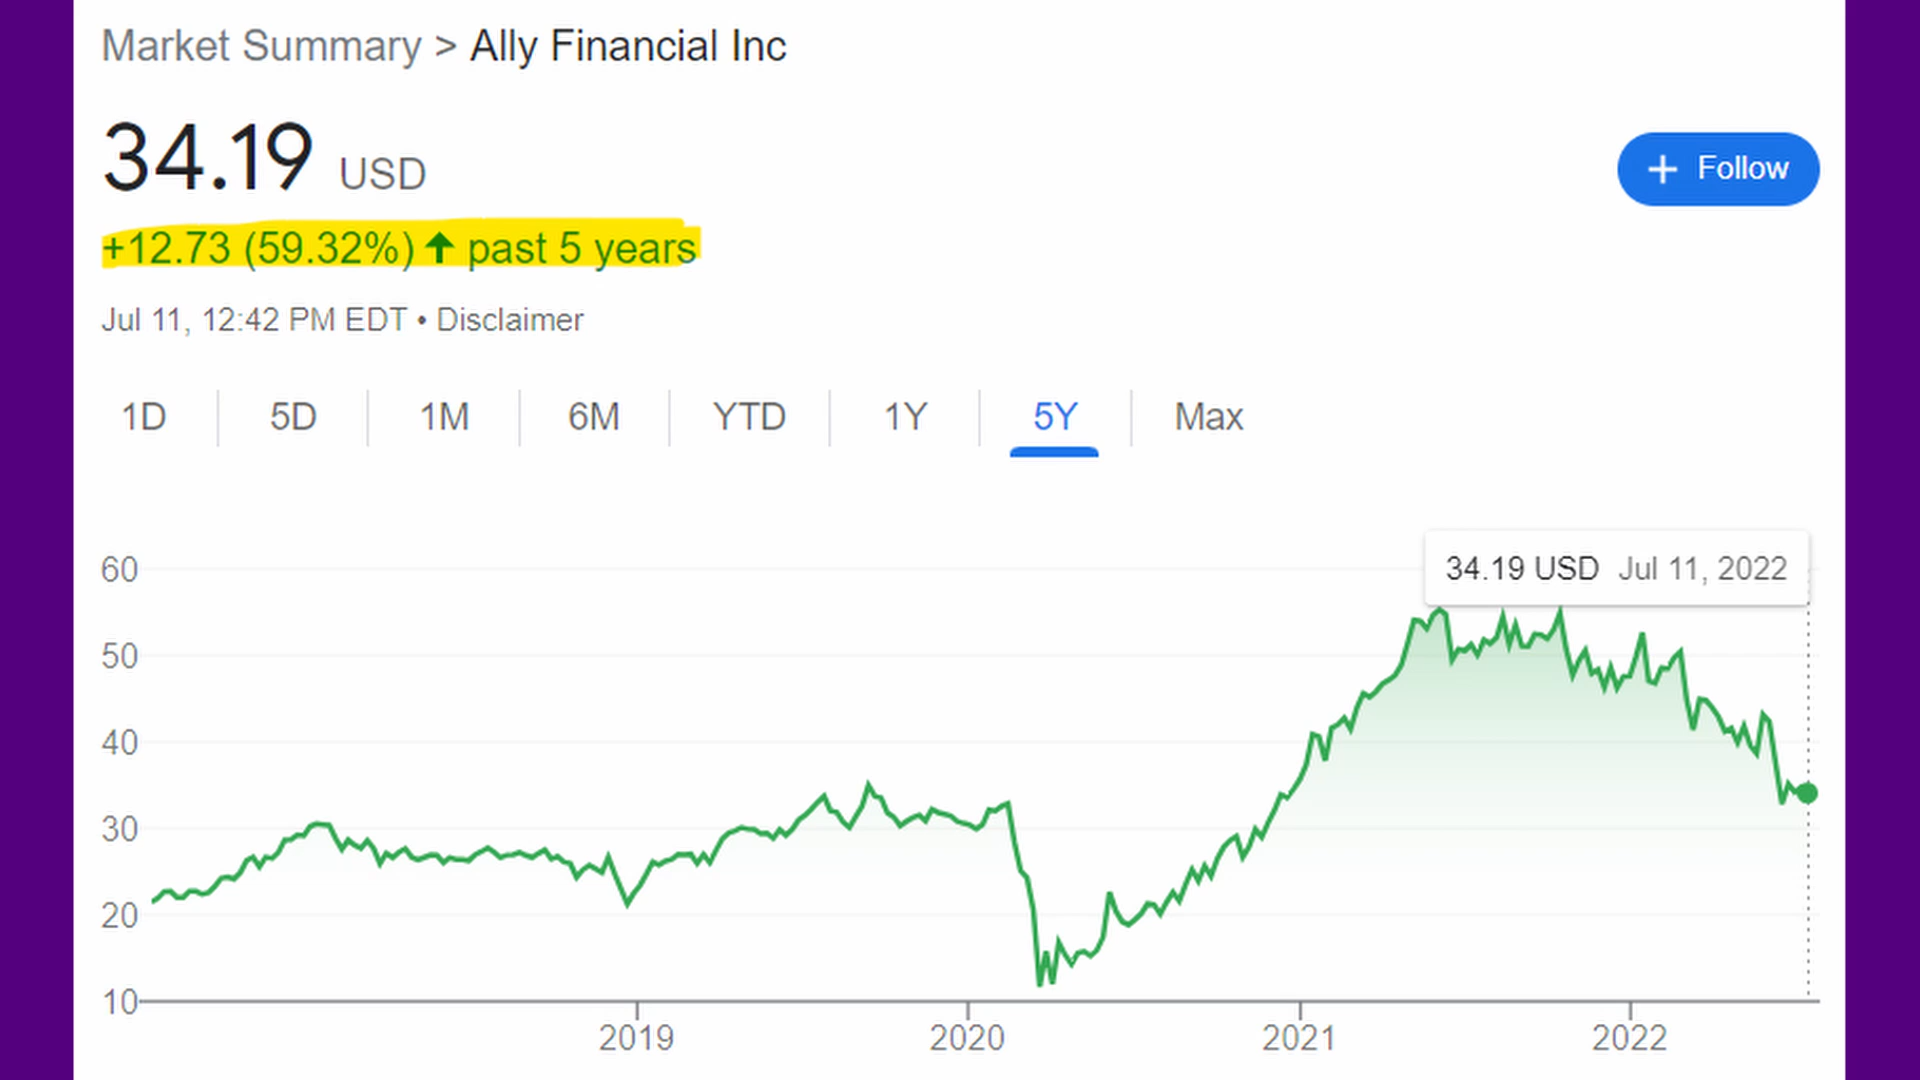 Market Summary > Ally Financial Inc
34.19 USD
+ Follow
+12.73 (59.32%) ↑ past 5 years
Jul 11, 12:42 PM EDT • Disclaimer
1D 5D 1M 6M YTD 1Y 5Y Max
34.19 USD Jul 11, 2022
60
50
40
30
20
10
2019 2020 2021 2022